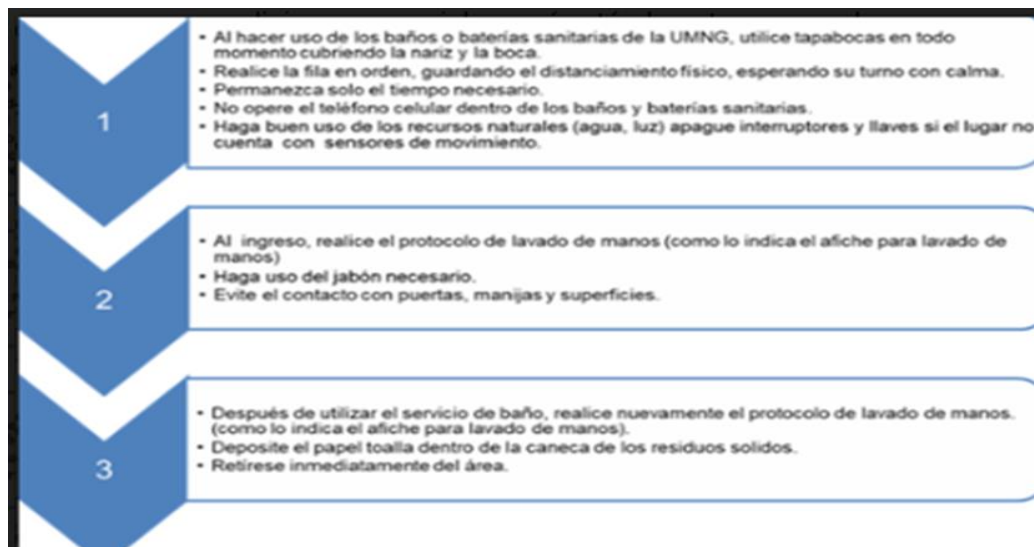 1
• Al hacer uso de los baños o baterías sanitarias de la UMNG, utilice tapabocas en todo
momento cubriendo la nariz y la boca.
• Realice la fila en orden, guardando el distanciamiento físico, esperando su turno con calma.
• Permanezca solo el tiempo necesario.
• No opere el teléfono celular dentro de los baños y baterías sanitarias.
• Haga buen uso de los recursos naturales (agua, luz) apague interruptores y llaves si el lugar no
cuenta con sensores de movimiento.
2
• Al ingreso, realice el protocolo de lavado de manos (como lo indica el afiche para lavado de
manos)
• Haga uso del jabón necesario.
• Evite el contacto con puertas, manijas y superficies.
3
• Después de utilizar el servicio de baño, realice nuevamente el protocolo de lavado de manos.
(como lo indica el afiche para lavado de manos).
• Deposite el papel toalla dentro de la caneca de los residuos solidos.
• Retírese inmediatamente del área.